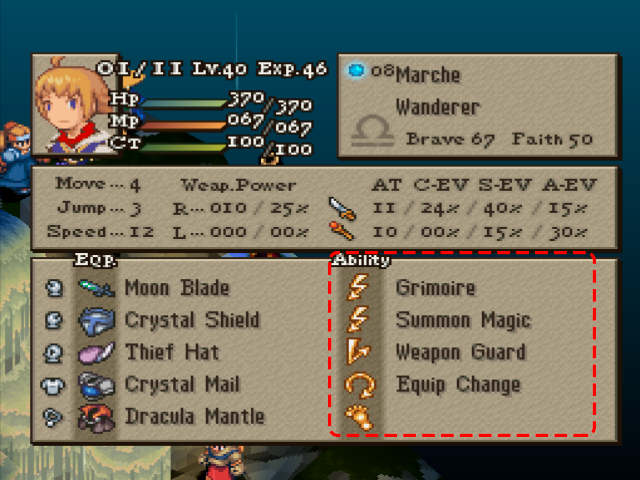 01/11 Lv.40 Exp.46
Hp 370/370
Mp 067/067
CT 100/100
08 Marche
Wanderer
Brave 67 Faith 50
Move... 4 Weap.Power AT C-EV S-EV A-EV
Jump... 3 R... 010 / 25% 11 / 24% / 40% / 15%
Speed... 12 L... 000 / 00% 10 / 00% / 15% / 30%
Eqp. Ability
Moon Blade Grimoire
Crystal Shield Summon Magic
Thief Hat Weapon Guard
Crystal Mail Equip Change
Dracula Mantle